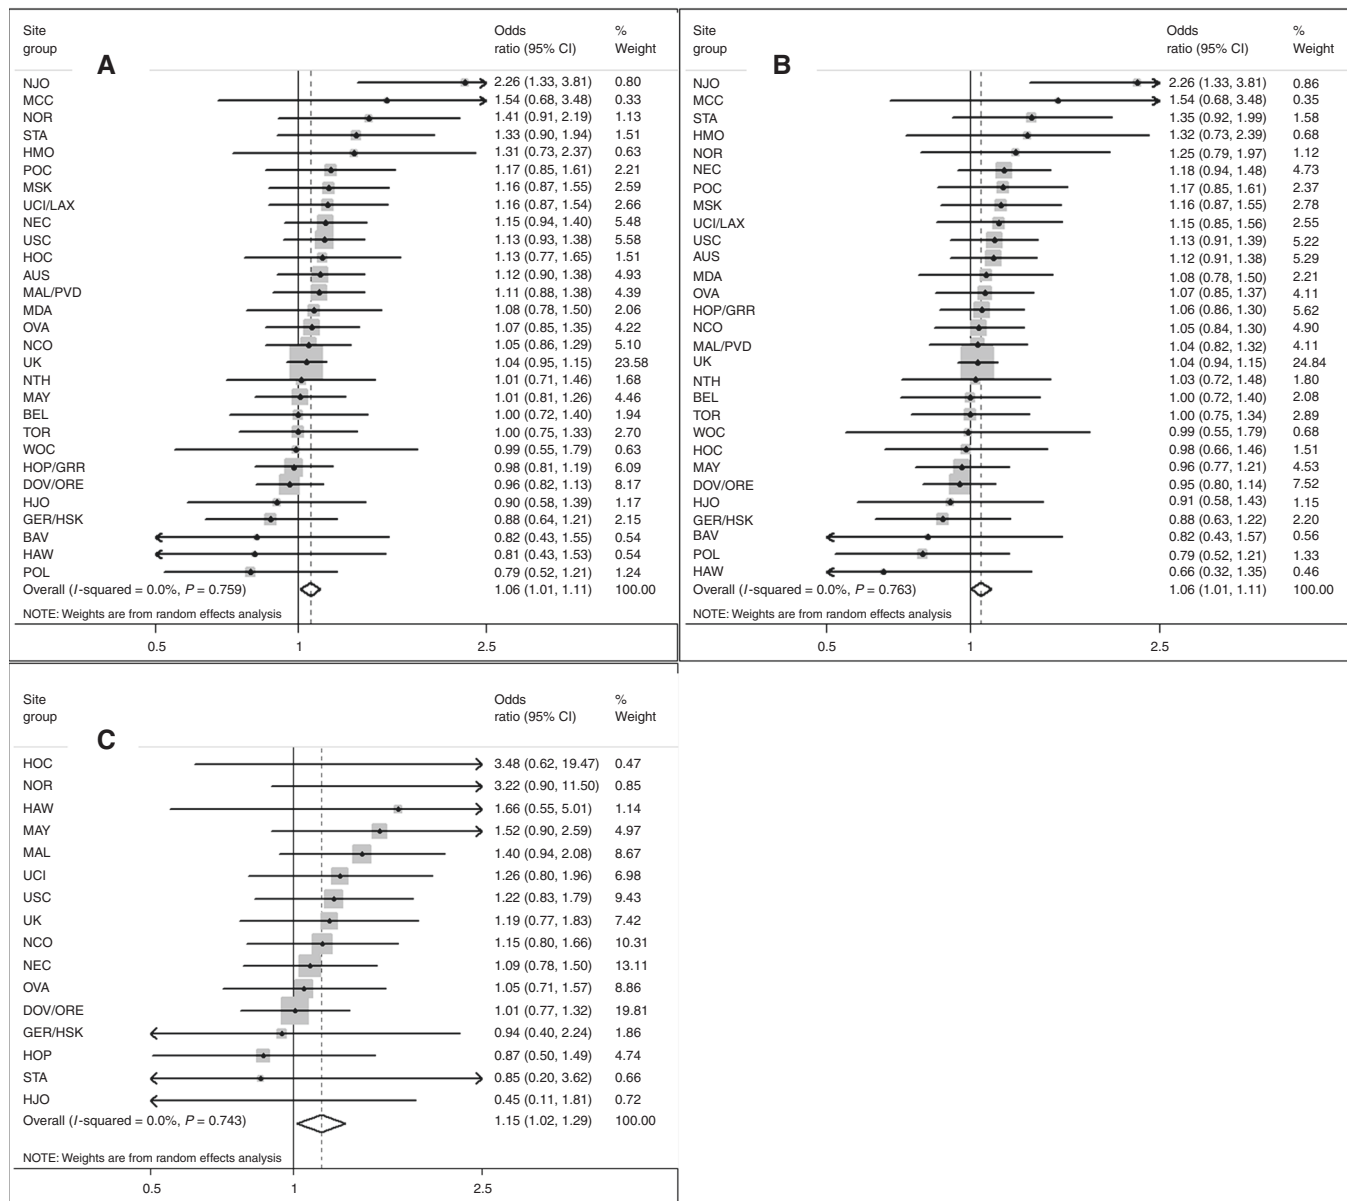 A
Site group Odds ratio (95% CI) % Weight
NJO 2.26 (1.33, 3.81) 0.80
MCC 1.54 (0.68, 3.48) 0.33
NOR 1.41 (0.91, 2.19) 1.13
STA 1.33 (0.90, 1.94) 1.51
HMO 1.31 (0.73, 2.37) 0.63
POC 1.17 (0.85, 1.61) 2.21
MSK 1.16 (0.87, 1.55) 2.59
UCI/LAX 1.16 (0.87, 1.54) 2.66
NEC 1.15 (0.94, 1.40) 5.48
USC 1.13 (0.93, 1.38) 5.58
HOC 1.13 (0.77, 1.65) 1.51
AUS 1.12 (0.90, 1.38) 4.93
MAL/PVD 1.11 (0.88, 1.38) 4.39
MDA 1.08 (0.78, 1.50) 2.06
OVA 1.07 (0.85, 1.35) 4.22
NCO 1.05 (0.86, 1.29) 5.10
UK 1.04 (0.95, 1.15) 23.58
NTH 1.01 (0.71, 1.46) 1.68
MAY 1.01 (0.81, 1.26) 4.46
BEL 1.00 (0.72, 1.40) 1.94
TOR 1.00 (0.75, 1.33) 2.70
WOC 0.99 (0.55, 1.79) 0.63
HOP/GRR 0.98 (0.81, 1.19) 6.09
DOV/ORE 0.96 (0.82, 1.13) 8.17
HJO 0.90 (0.58, 1.39) 1.17
GER/HSK 0.88 (0.64, 1.21) 2.15
BAV 0.82 (0.43, 1.55) 0.54
HAW 0.81 (0.43, 1.53) 0.54
POL 0.79 (0.52, 1.21) 1.24
Overall (I-squared = 0.0%, P = 0.759) 1.06 (1.01, 1.11) 100.00
NOTE: Weights are from random effects analysis
0.5 1 2.5
B
Site group Odds ratio (95% CI) % Weight
NJO 2.26 (1.33, 3.81) 0.86
MCC 1.54 (0.68, 3.48) 0.35
STA 1.35 (0.92, 1.99) 1.58
HMO 1.32 (0.73, 2.39) 0.68
NOR 1.25 (0.79, 1.97) 1.12
NEC 1.18 (0.94, 1.48) 4.73
POC 1.17 (0.85, 1.61) 2.37
MSK 1.16 (0.87, 1.55) 2.78
UCI/LAX 1.15 (0.85, 1.56) 2.55
USC 1.13 (0.91, 1.39) 5.22
AUS 1.12 (0.91, 1.38) 5.29
MDA 1.08 (0.78, 1.50) 2.21
OVA 1.07 (0.85, 1.37) 4.11
HOP/GRR 1.06 (0.86, 1.30) 5.62
NCO 1.05 (0.84, 1.30) 4.90
MAL/PVD 1.04 (0.82, 1.32) 4.11
UK 1.04 (0.94, 1.15) 24.84
NTH 1.03 (0.72, 1.48) 1.80
BEL 1.00 (0.72, 1.40) 2.08
TOR 1.00 (0.75, 1.34) 2.89
WOC 0.99 (0.55, 1.79) 0.68
HOC 0.98 (0.66, 1.46) 1.51
MAY 0.96 (0.77, 1.21) 4.53
DOV/ORE 0.95 (0.80, 1.14) 7.52
HJO 0.91 (0.58, 1.43) 1.15
GER/HSK 0.88 (0.63, 1.22) 2.20
BAV 0.82 (0.43, 1.57) 0.56
POL 0.79 (0.52, 1.21) 1.33
HAW 0.66 (0.32, 1.35) 0.46
Overall (I-squared = 0.0%, P = 0.763) 1.06 (1.01, 1.11) 100.00
NOTE: Weights are from random effects analysis
0.5 1 2.5
C
Site group Odds ratio (95% CI) % Weight
HOC 3.48 (0.62, 19.47) 0.47
NOR 3.22 (0.90, 11.50) 0.85
HAW 1.66 (0.55, 5.01) 1.14
MAY 1.52 (0.90, 2.59) 4.97
MAL 1.40 (0.94, 2.08) 8.67
UCI 1.26 (0.80, 1.96) 6.98
USC 1.22 (0.83, 1.79) 9.43
UK 1.19 (0.77, 1.83) 7.42
NCO 1.15 (0.80, 1.66) 10.31
NEC 1.09 (0.78, 1.50) 13.11
OVA 1.05 (0.71, 1.57) 8.86
DOV/ORE 1.01 (0.77, 1.32) 19.81
GER/HSK 0.94 (0.40, 2.24) 1.86
HOP 0.87 (0.50, 1.49) 4.74
STA 0.85 (0.20, 3.62) 0.66
HJO 0.45 (0.11, 1.81) 0.72
Overall (I-squared = 0.0%, P = 0.743) 1.15 (1.02, 1.29) 100.00
NOTE: Weights are from random effects analysis
0.5 1 2.5